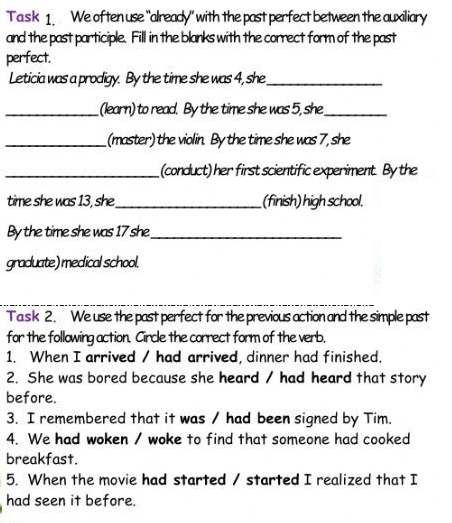 Task 1. We often use "already" with the past perfect between the auxiliary
and the past participle. Fill in the blanks with the correct form of the past
perfect.
Leticia was a prodigy. By the time she was 4, she________________
________________(learn) to read. By the time she was 5, she_________
_______________(master) the violin. By the time she was 7, she
______________________(conduct) her first scientific experiment. By the
time she was 13, she_____________________(finish) high school.
By the time she was 17 she___________________________
graduate) medical school.
Task 2. We use the past perfect for the previous action and the simple past
for the following action. Circle the correct form of the verb.
1. When I arrived / had arrived, dinner had finished.
2. She was bored because she heard / had heard that story
before.
3. I remembered that it was / had been signed by Tim.
4. We had woken / woke to find that someone had cooked
breakfast.
5. When the movie had started / started I realized that I
had seen it before.